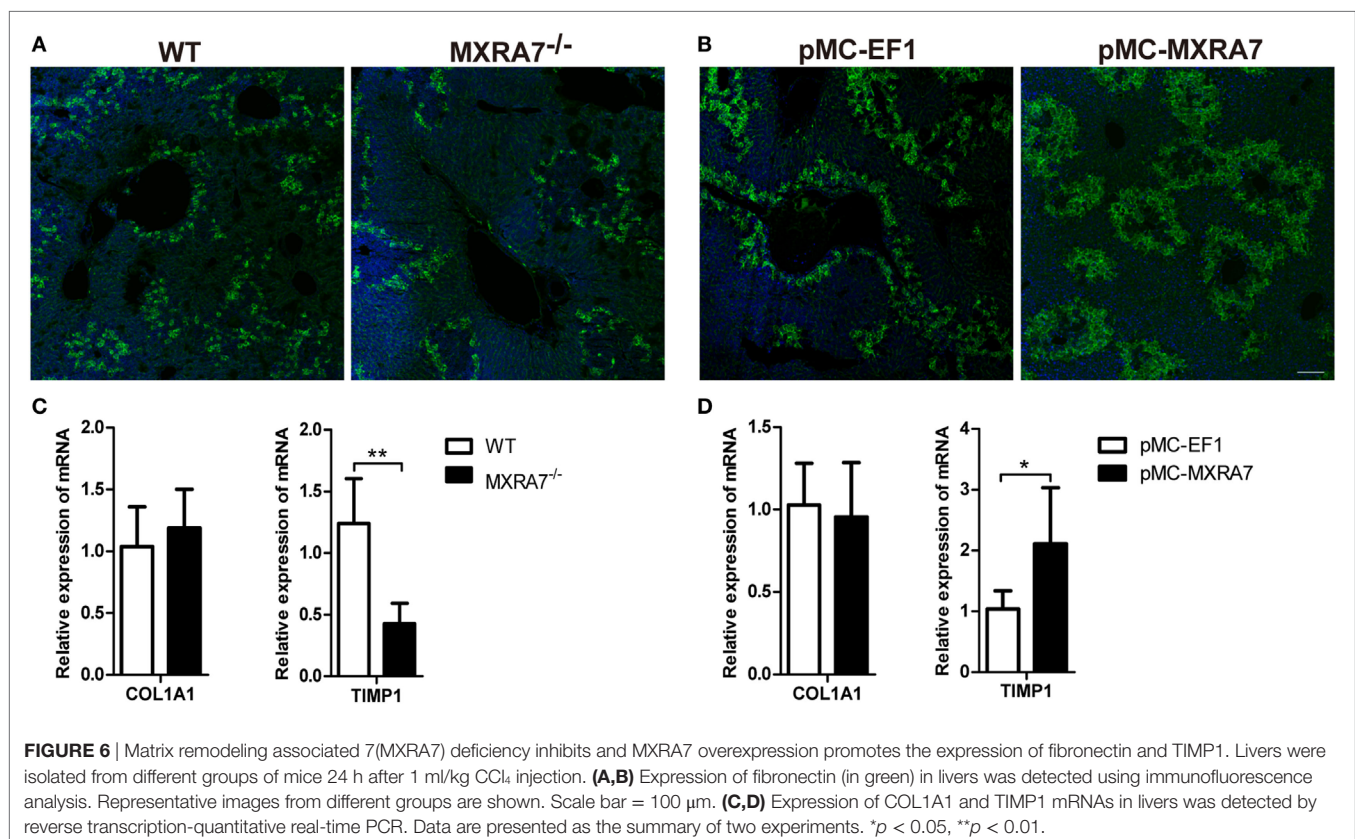 A
WT
MXRA7-/-
B
pMC-EF1
pMC-MXRA7
C
Relative expression of mRNA
2.0
1.5
1.0
0.5
0.0
COL1A1
Relative expression of mRNA
2.0
1.5
1.0
0.5
0.0
**
TIMP1
WT
MXRA7-/-
D
Relative expression of mRNA
1.5
1.0
0.5
0.0
COL1A1
Relative expression of mRNA
4
3
2
1
0
*
TIMP1
pMC-EF1
pMC-MXRA7
FIGURE 6 | Matrix remodeling associated 7(MXRA7) deficiency inhibits and MXRA7 overexpression promotes the expression of fibronectin and TIMP1. Livers were
isolated from different groups of mice 24 h after 1 ml/kg CCl₄ injection. (A,B) Expression of fibronectin (in green) in livers was detected using immunofluorescence
analysis. Representative images from different groups are shown. Scale bar = 100 μm. (C,D) Expression of COL1A1 and TIMP1 mRNAs in livers was detected by
reverse transcription-quantitative real-time PCR. Data are presented as the summary of two experiments. *p < 0.05, **p < 0.01.